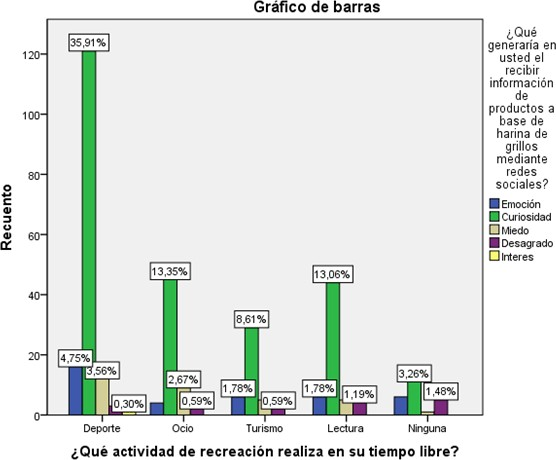 Gráfico de barras
¿Qué
generaría en
usted el
recibir
información
de
productos a
base de
harina de
grillos
mediante
redes
sociales?
Emoción
Curiosidad
Miedo
Desagrado
Interes
Recuento
120
100
80
60
40
20
0
35,91%
4,75%
3,56%
0,30%
13,35%
2,67%
0,59%
8,61%
1,78%
0,59%
13,06%
1,78%
1,19%
3,26%
1,48%
Deporte
Ocio
Turismo
Lectura
Ninguna
¿Qué actividad de recreación realiza en su tiempo libre?